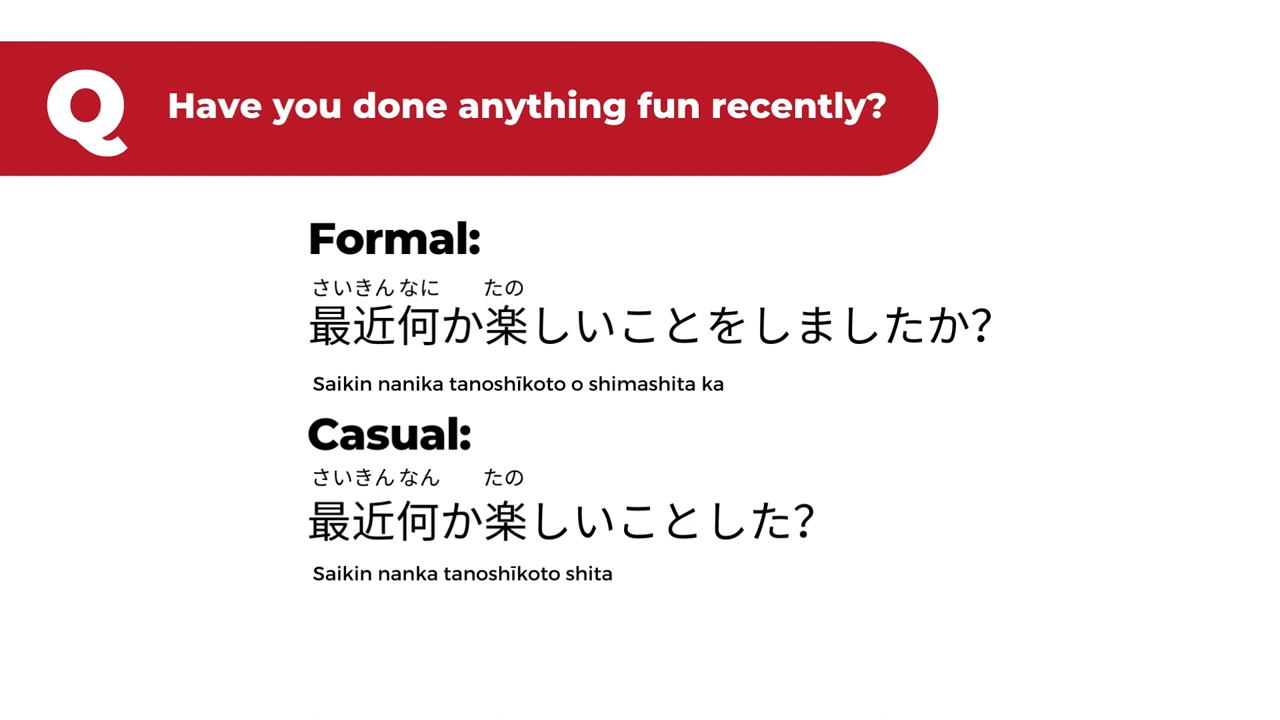 Q Have you done anything fun recently?
Formal:
さいきん なに たの
最近何か楽しいことをしましたか？
Saikin nanika tanoshīkoto o shimashita ka
Casual:
さいきん なん たの
最近何か楽しいことした？
Saikin nanka tanoshīkoto shita